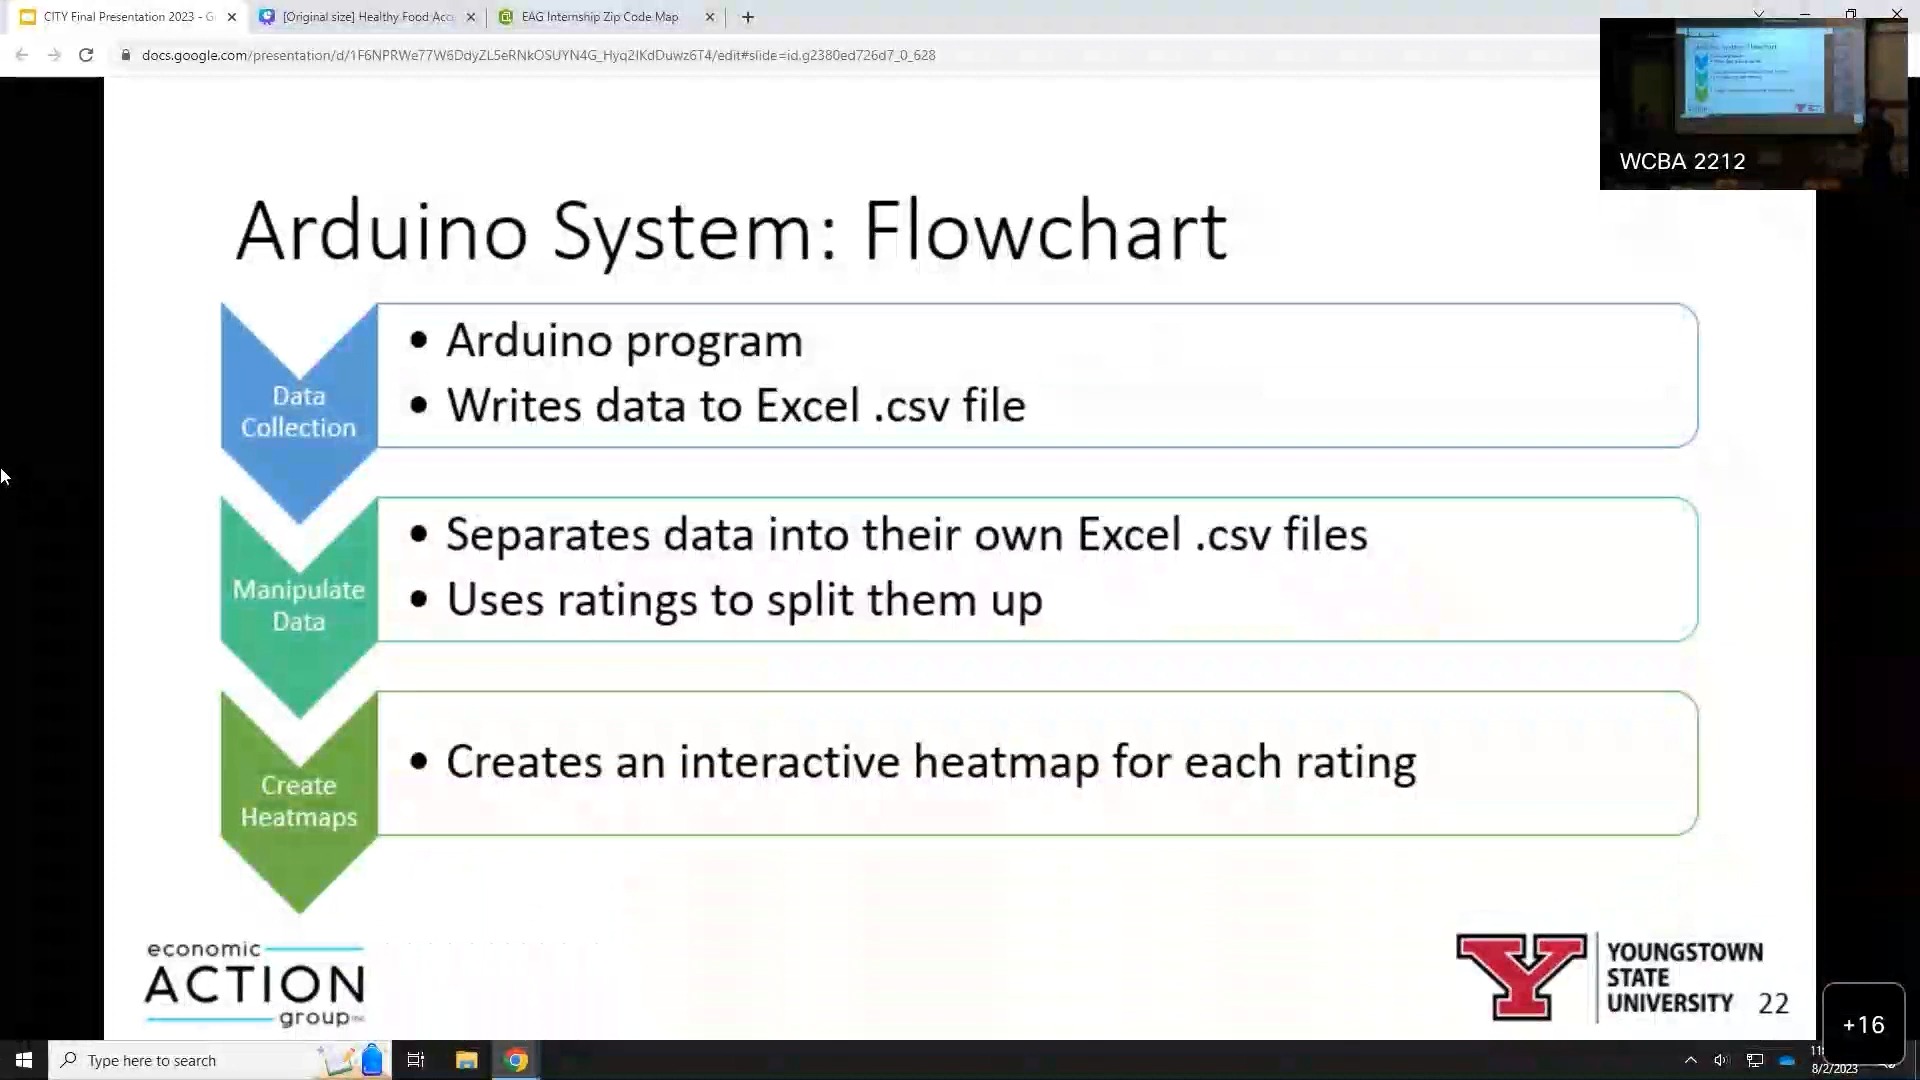 CITY Final Presentation 2023 - G
[Original size] Healthy Food Acc
EAG Internship Zip Code Map
docs.google.com/presentation/d/1F6NPRWe77W6DdyZL5eRNkOSUYN4G_Hyq2IKdDuwz6T4/edit#slide=id.g2380ed726d7_0_628
WCBA 2212
Arduino System: Flowchart
Data
Collection
• Arduino program
• Writes data to Excel .csv file
Manipulate
Data
• Separates data into their own Excel .csv files
• Uses ratings to split them up
Create
Heatmaps
• Creates an interactive heatmap for each rating
economic
ACTION
group
YOUNGSTOWN
STATE
UNIVERSITY
22
+16
Type here to search
8/2/2023